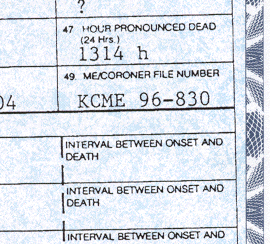 ?
47 HOUR PRONOUNCED DEAD
(24 Hrs.)
1314 h
49. ME/CORONER FILE NUMBER
04 KCME 96-830
INTERVAL BETWEEN ONSET AND
DEATH
INTERVAL BETWEEN ONSET AND
DEATH
INTERVAL BETWEEN ONSET AND